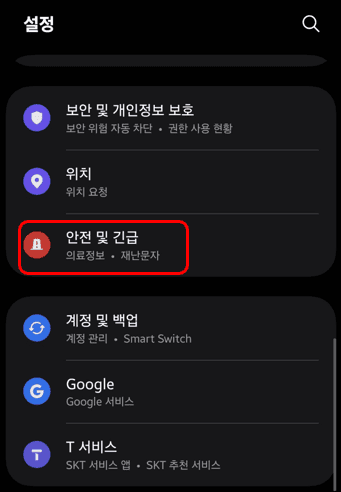 설정
보안 및 개인정보 보호
보안 위험 자동 차단 • 권한 사용 현황
위치
위치 요청
안전 및 긴급
의료정보 • 재난문자
계정 및 백업
계정 관리 • Smart Switch
G Google
Google 서비스
T T 서비스
SKT 서비스 앱 • SKT 추천 서비스